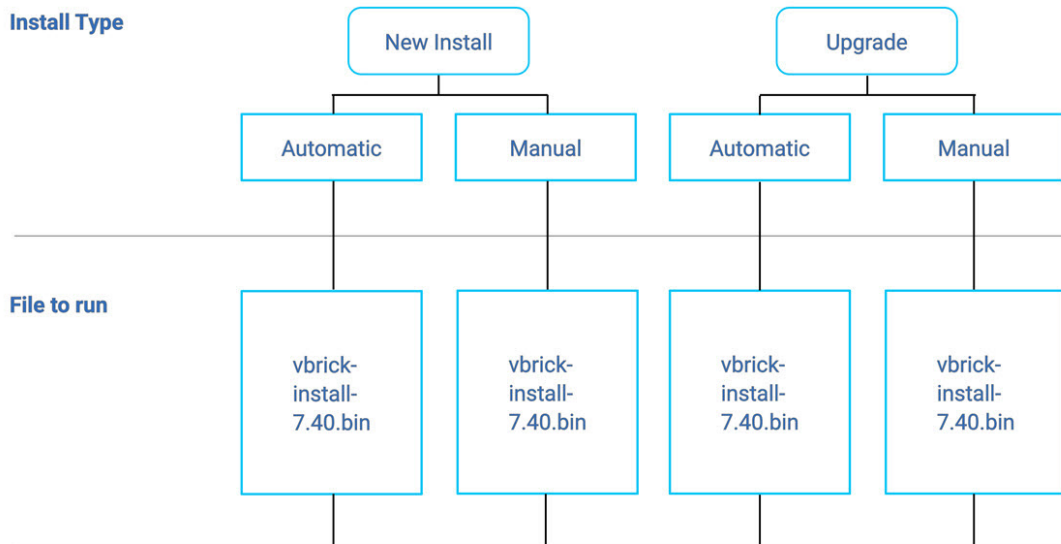 Install Type
New Install
Upgrade
Automatic
Manual
Automatic
Manual
File to run
vbrick-
install-
7.40.bin
vbrick-
install-
7.40.bin
vbrick-
install-
7.40.bin
vbrick-
install-
7.40.bin